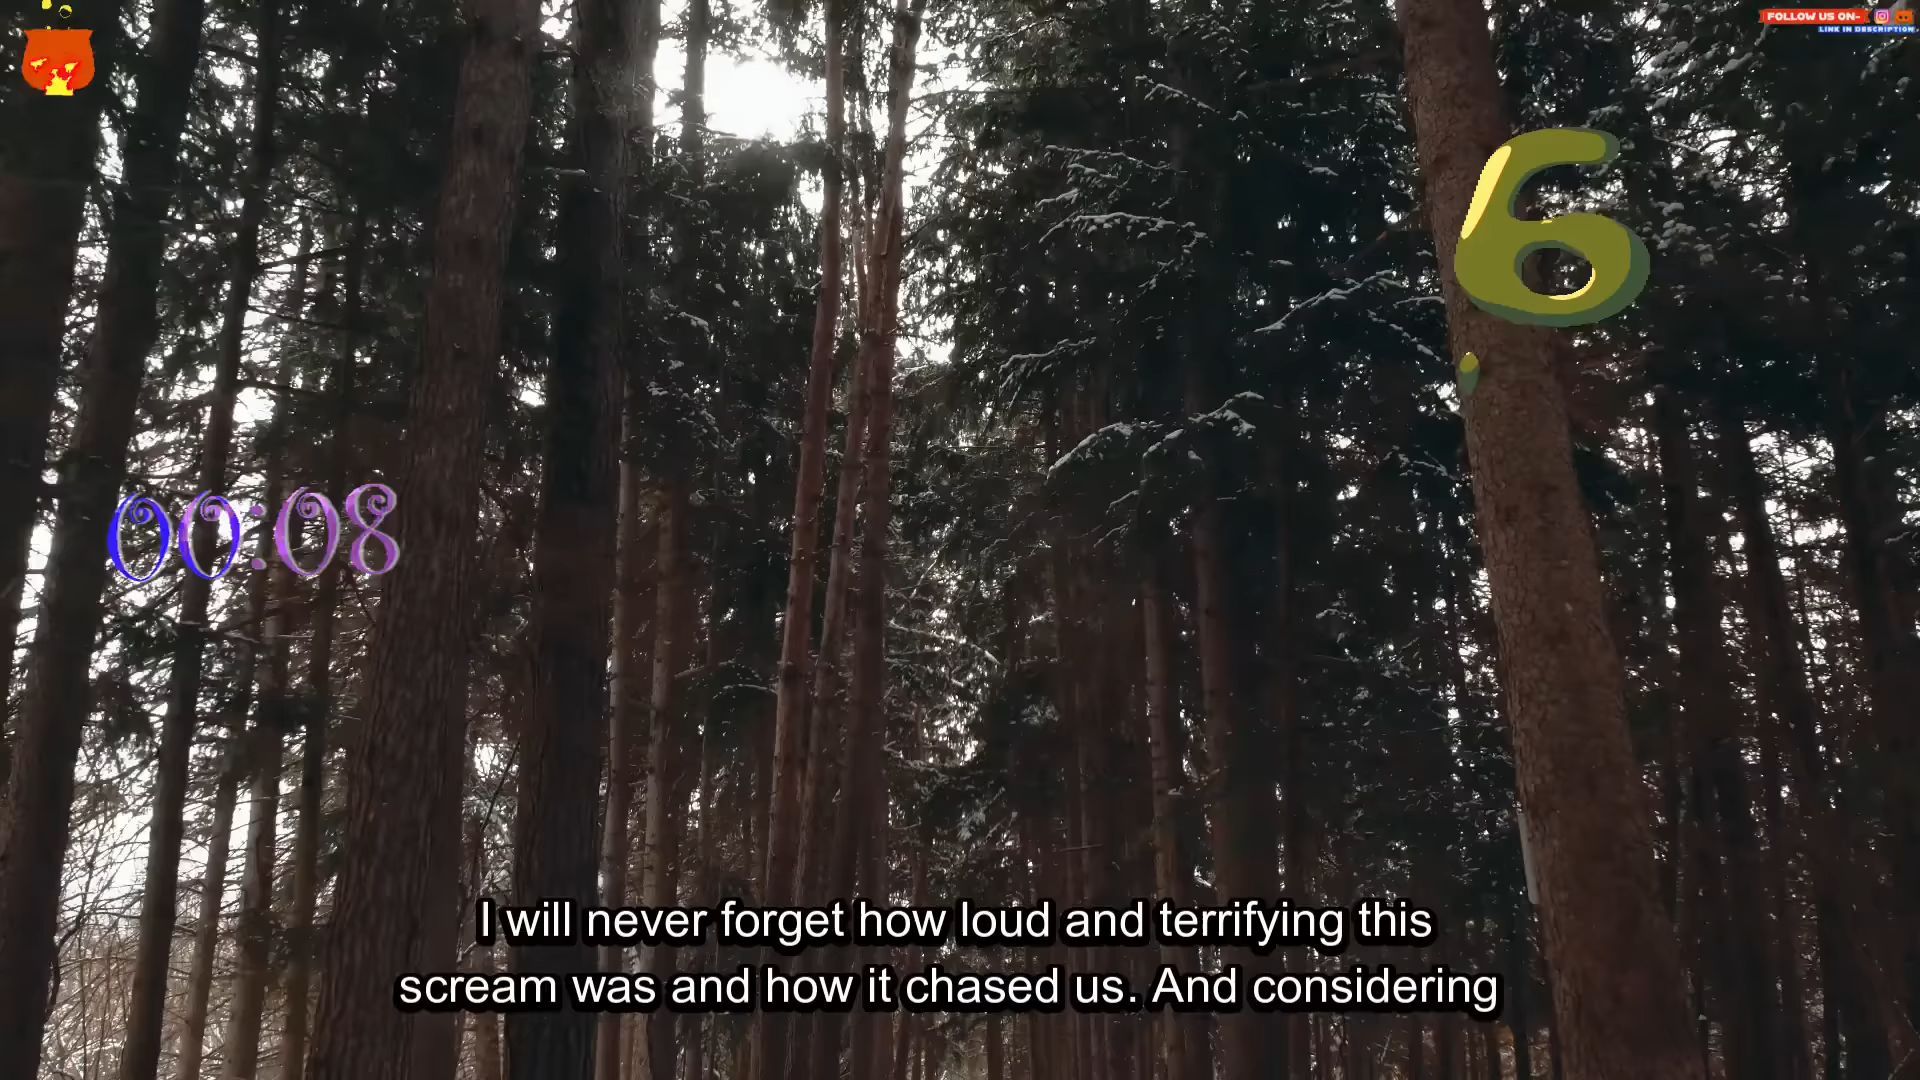 FOLLOW US ON-
LINK IN DESCRIPTION
6
00:08
I will never forget how loud and terrifying this
scream was and how it chased us. And considering